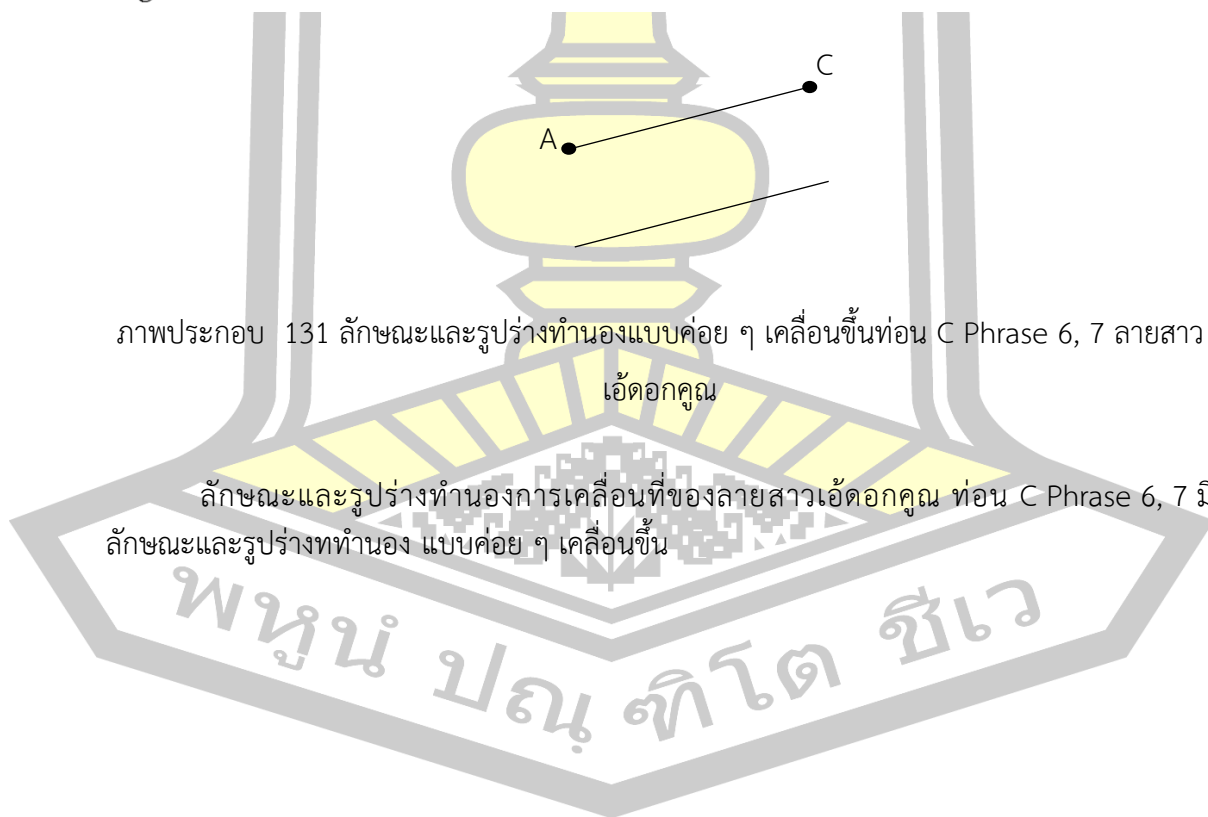 C
A
ภาพประกอบ 131 ลักษณะและรูปร่างทำนองแบบค่อย ๆ เคลื่อนขึ้นท่อน C Phrase 6, 7 ลายสาว
เอ้ดอกคูณ
ลักษณะและรูปร่างทำนองการเคลื่อนที่ของลายสาวเอ้ดอกคูณ ท่อน C Phrase 6, 7 มี
ลักษณะและรูปร่างททำนอง แบบค่อย ๆ เคลื่อนขึ้น
พหูนํ ปณฺฑิโต ชีเว